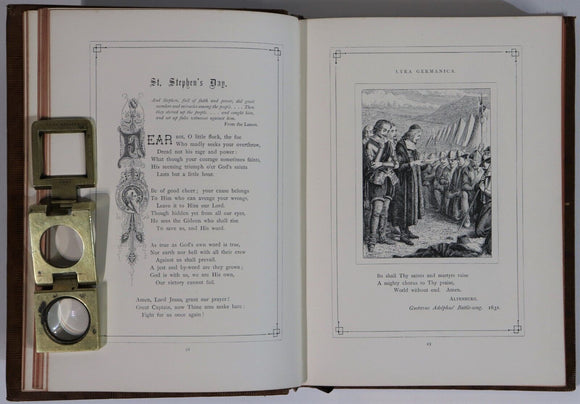 St. Stephen's Day.
And Stephen, full of faith and power, did great
wonders and miracles among the people. . . . Then
they stirred up the people . . . and caught him,
and set up false witnesses against him.
From the Lesson.
FEAR not, O little flock, the foe
Who madly seeks your overthrow,
Dread not his rage and power:
What though your courage sometimes faints,
His seeming triumph o'er God's saints
Lasts but a little hour.
Be of good cheer; your cause belongs
To Him who can avenge your wrongs,
Leave it to Him our Lord.
Though hidden yet from all our eyes,
He sees the Gideon who shall rise
To save us, and His word.
As true as God's own word is true,
Nor earth nor hell with all their crew
Against us shall prevail.
A jest and by-word are they grown;
God is with us, we are His own,
Our victory cannot fail.
Amen, Lord Jesus, grant our prayer!
Great Captain, now Thine arm make bare:
Fight for us once again!
LYRA GERMANICA.
So shall Thy saints and martyrs raise
A mighty chorus to Thy praise,
World without end. Amen.
ALTENBURG.
Gustavus Adolphus' Battle-song. 1631.